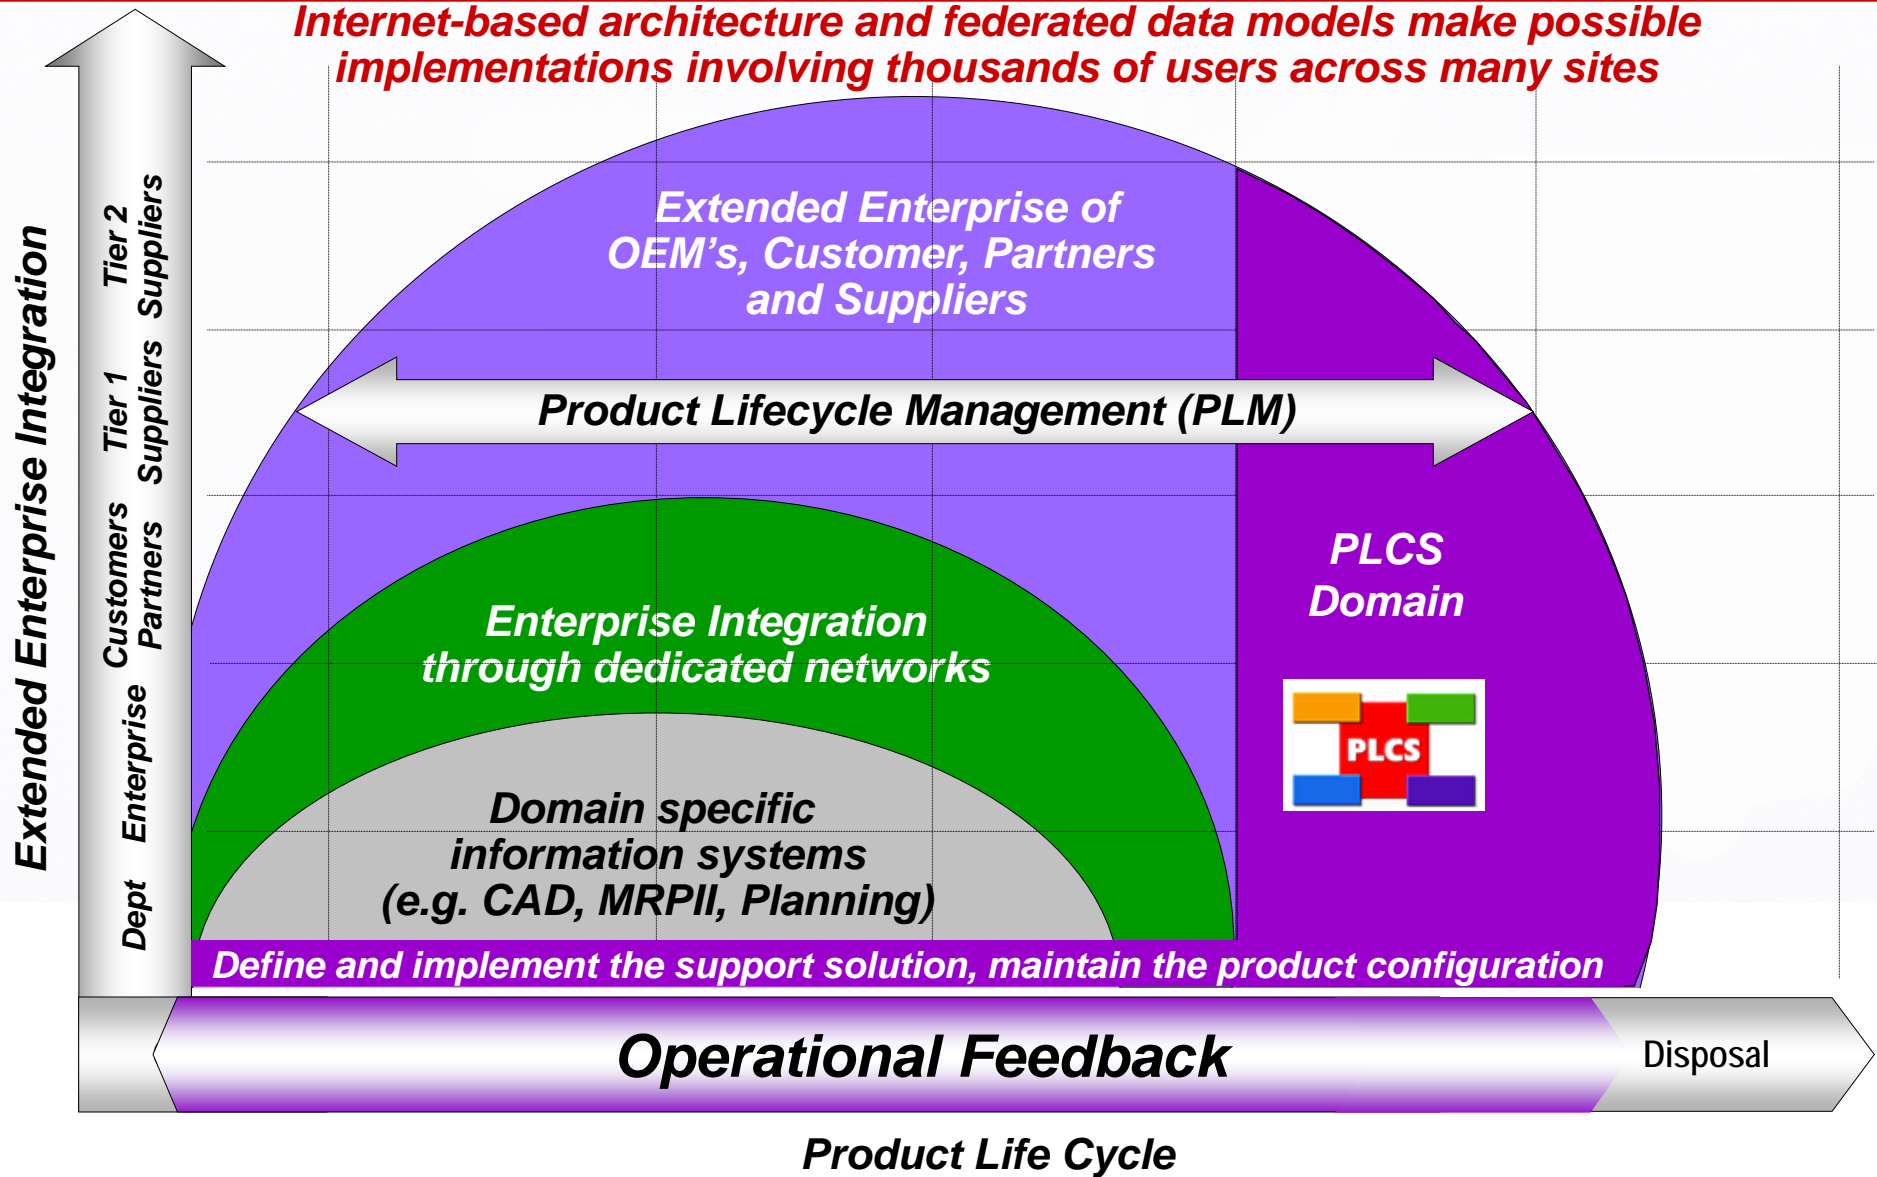 Internet-based architecture and federated data models make possible
implementations involving thousands of users across many sites
Extended Enterprise Integration
Tier 2
Suppliers
Tier 1
Suppliers
Customers
Partners
Enterprise
Dept
Extended Enterprise of
OEM’s, Customer, Partners
and Suppliers
Product Lifecycle Management (PLM)
PLCS
Domain
PLCS
Enterprise Integration
through dedicated networks
Domain specific
information systems
(e.g. CAD, MRPII, Planning)
Define and implement the support solution, maintain the product configuration
Operational Feedback
Disposal
Product Life Cycle